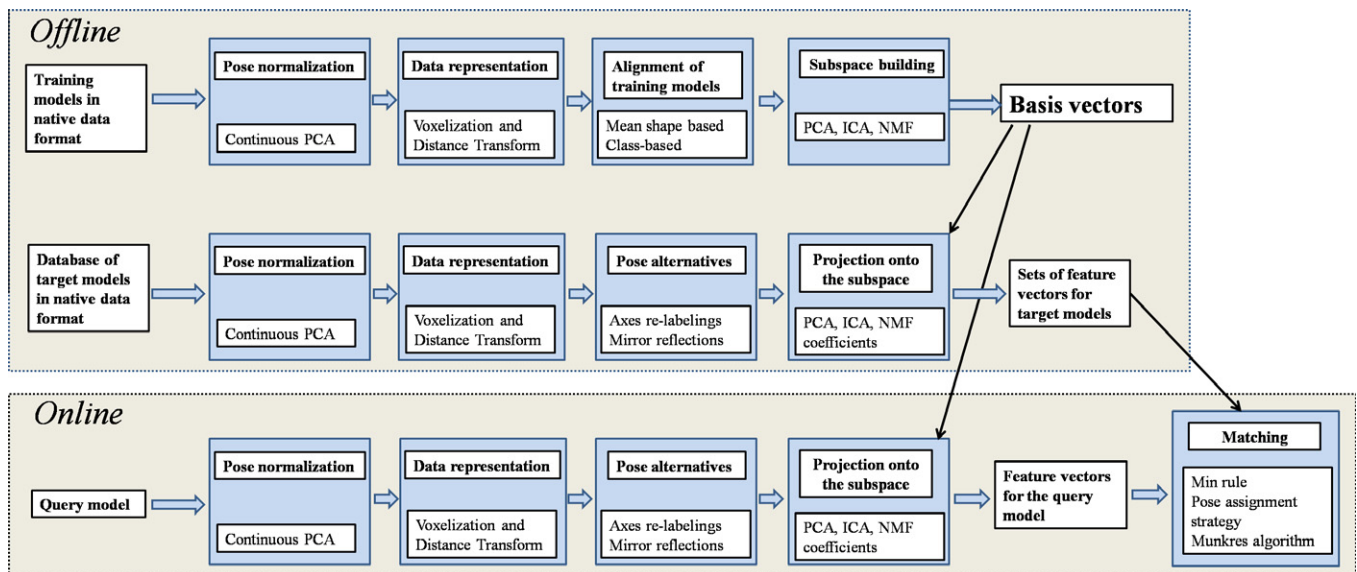 Offline
Training
models in
native data
format
Pose normalization
Continuous PCA
Data representation
Voxelization and
Distance Transform
Alignment of
training models
Mean shape based
Class-based
Subspace building
PCA, ICA, NMF
Basis vectors
Database of
target models
in native data
format
Pose normalization
Continuous PCA
Data representation
Voxelization and
Distance Transform
Pose alternatives
Axes re-labelings
Mirror reflections
Projection onto
the subspace
PCA, ICA, NMF
coefficients
Sets of feature
vectors for
target models
Online
Query model
Pose normalization
Continuous PCA
Data representation
Voxelization and
Distance Transform
Pose alternatives
Axes re-labelings
Mirror reflections
Projection onto
the subspace
PCA, ICA, NMF
coefficients
Feature vectors
for the query
model
Matching
Min rule
Pose assignment
strategy
Munkres algorithm